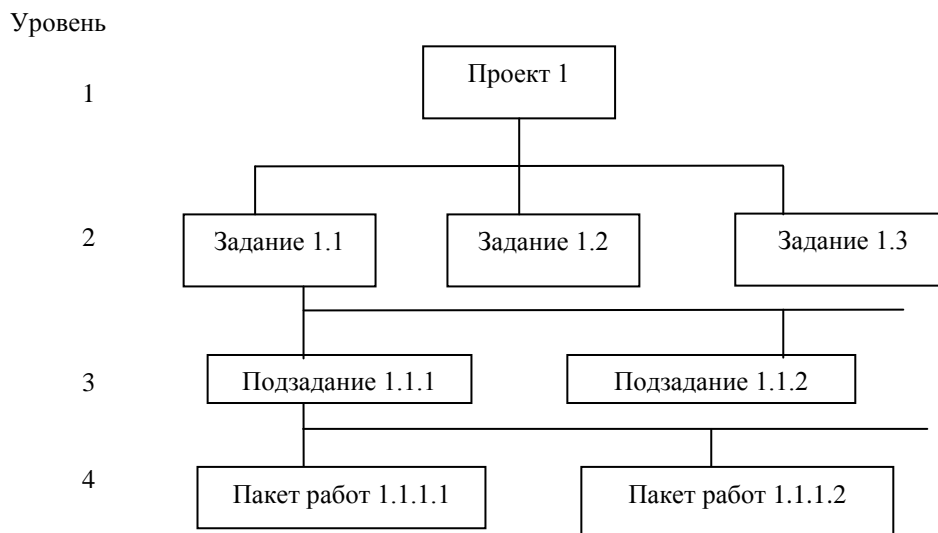 Уровень
Проект 1
1
2
Задание 1.1
Задание 1.2
Задание 1.3
3
Подзадание 1.1.1
Подзадание 1.1.2
4
Пакет работ 1.1.1.1
Пакет работ 1.1.1.2